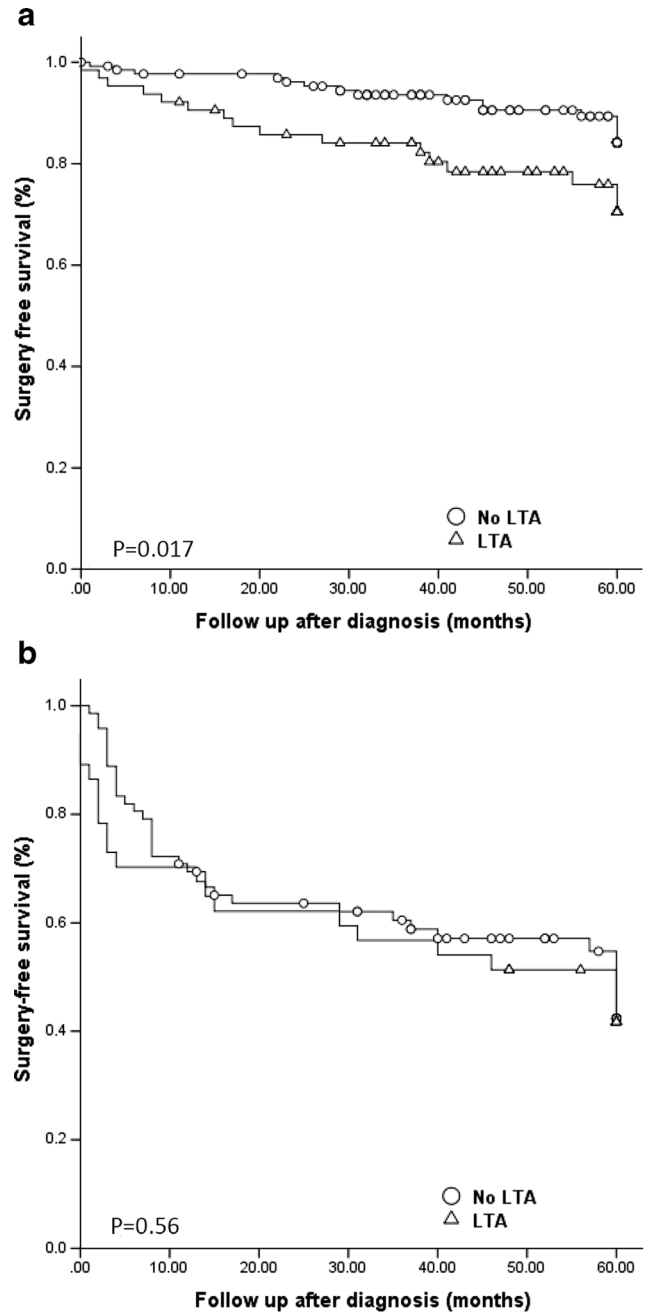 a
Surgery free survival (%)
1.0
0.8
0.6
0.4
0.2
0.0
No LTA
LTA
P=0.017
.00 10.00 20.00 30.00 40.00 50.00 60.00
Follow up after diagnosis (months)
b
Surgery-free survival (%)
1.0
0.8
0.6
0.4
0.2
0.0
No LTA
LTA
P=0.56
.00 10.00 20.00 30.00 40.00 50.00 60.00
Follow up after diagnosis (months)